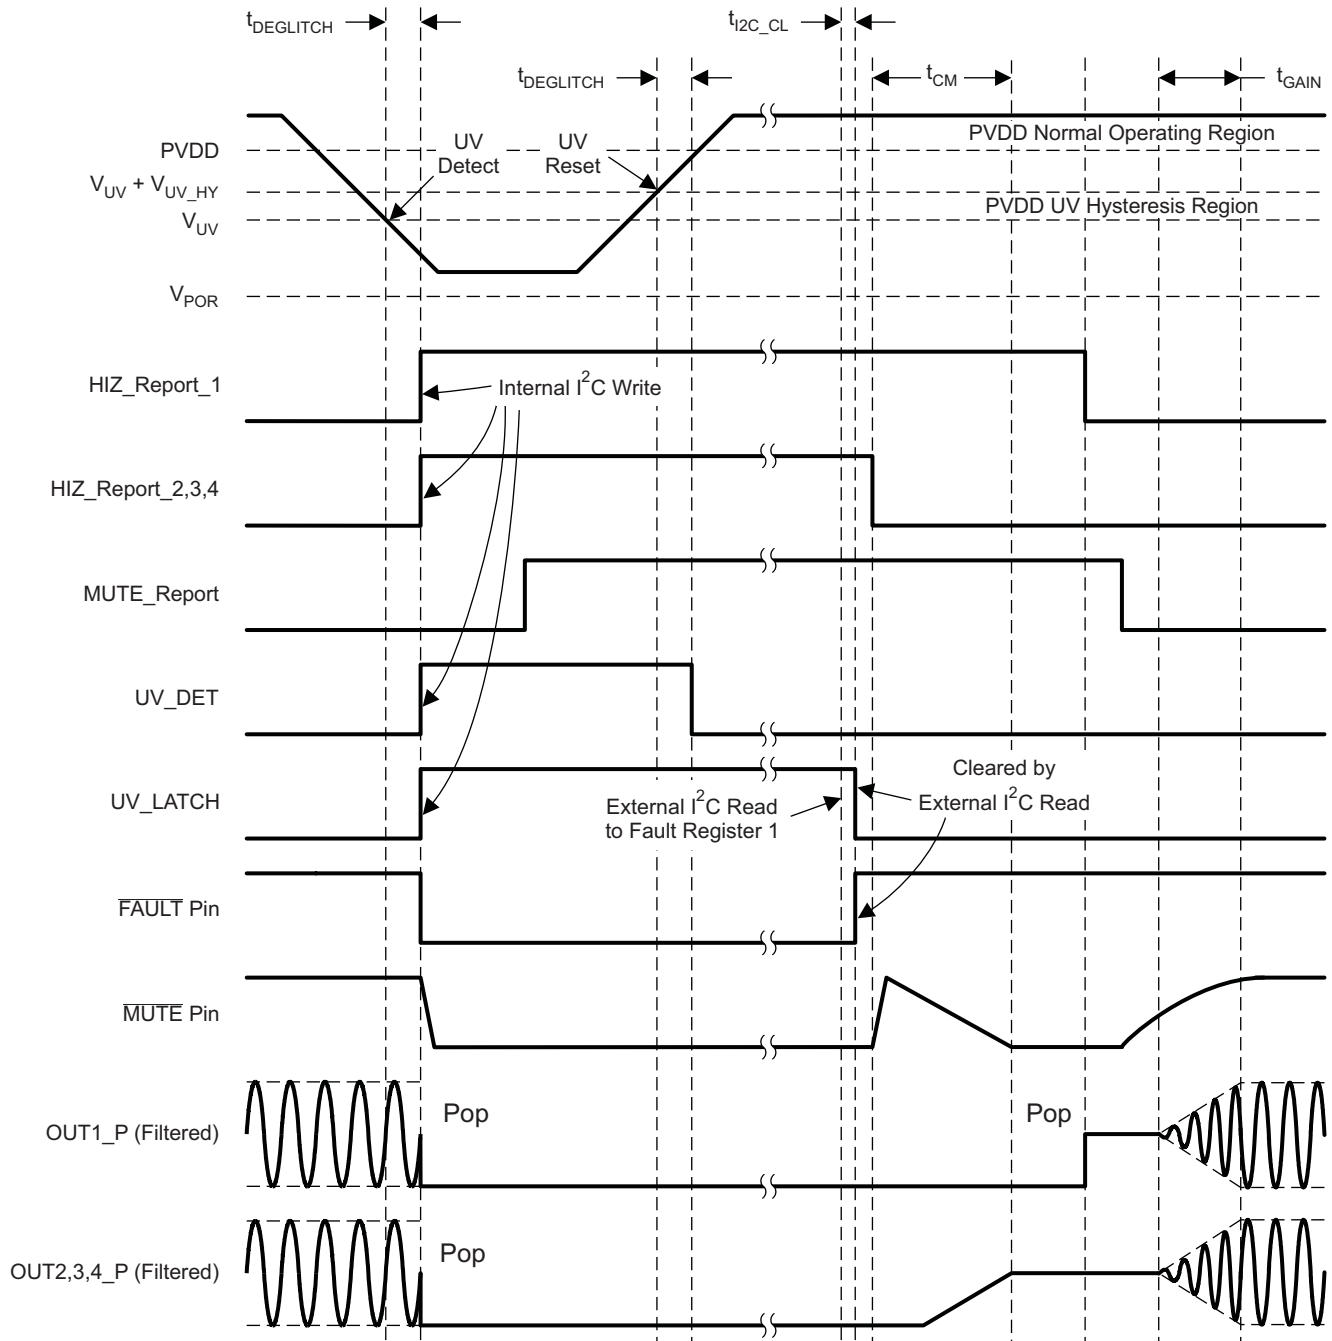 tDEGLITCH
tI2C_CL
tDEGLITCH
tCM
tGAIN
PVDD Normal Operating Region
PVDD
UV
Detect
UV
Reset
VUV + VUV_HY
PVDD UV Hysteresis Region
VUV
VPOR
HIZ_Report_1
Internal I2C Write
HIZ_Report_2,3,4
MUTE_Report
UV_DET
UV_LATCH
External I2C Read
to Fault Register 1
Cleared by
External I2C Read
FAULT Pin
MUTE Pin
Pop
Pop
OUT1_P (Filtered)
Pop
OUT2,3,4_P (Filtered)